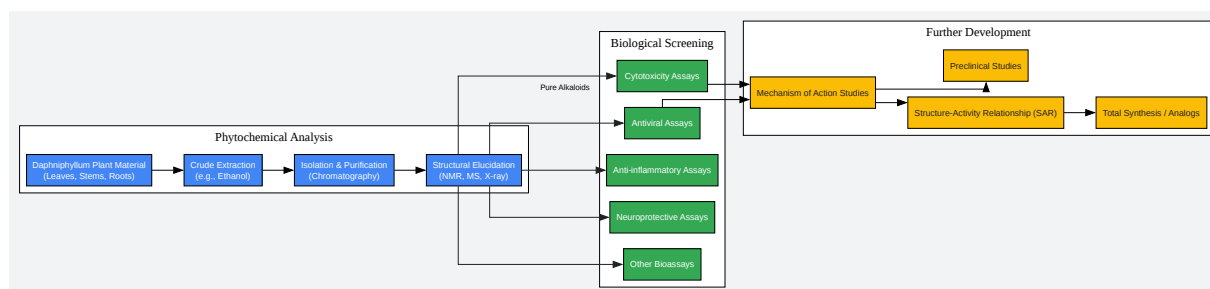 Phytochemical Analysis
Daphniphyllum Plant Material
(Leaves, Stems, Roots)
Crude Extraction
(e.g., Ethanol)
Isolation & Purification
(Chromatography)
Structural Elucidation
(NMR, MS, X-ray)
Pure Alkaloids
Biological Screening
Cytotoxicity Assays
Antiviral Assays
Anti-inflammatory Assays
Neuroprotective Assays
Other Bioassays
Further Development
Mechanism of Action Studies
Preclinical Studies
Structure-Activity Relationship (SAR)
Total Synthesis / Analogs